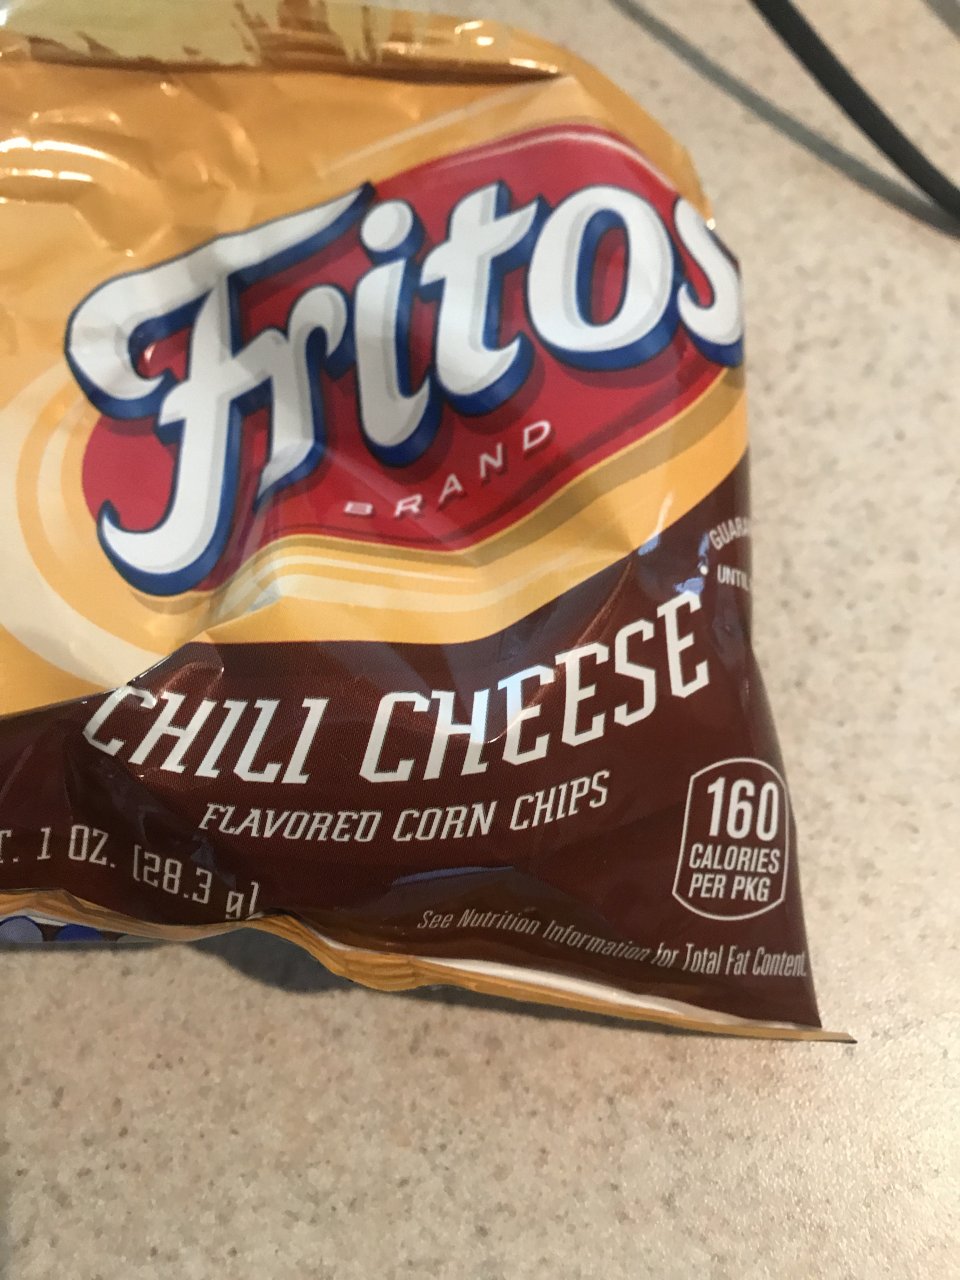 Fritos
BRAND
UNTIL
CHILI CHEESE
FLAVORED CORN CHIPS
1 OZ. (28.3 g)
160
CALORIES
PER PKG
See Nutrition Information for Total Fat Content